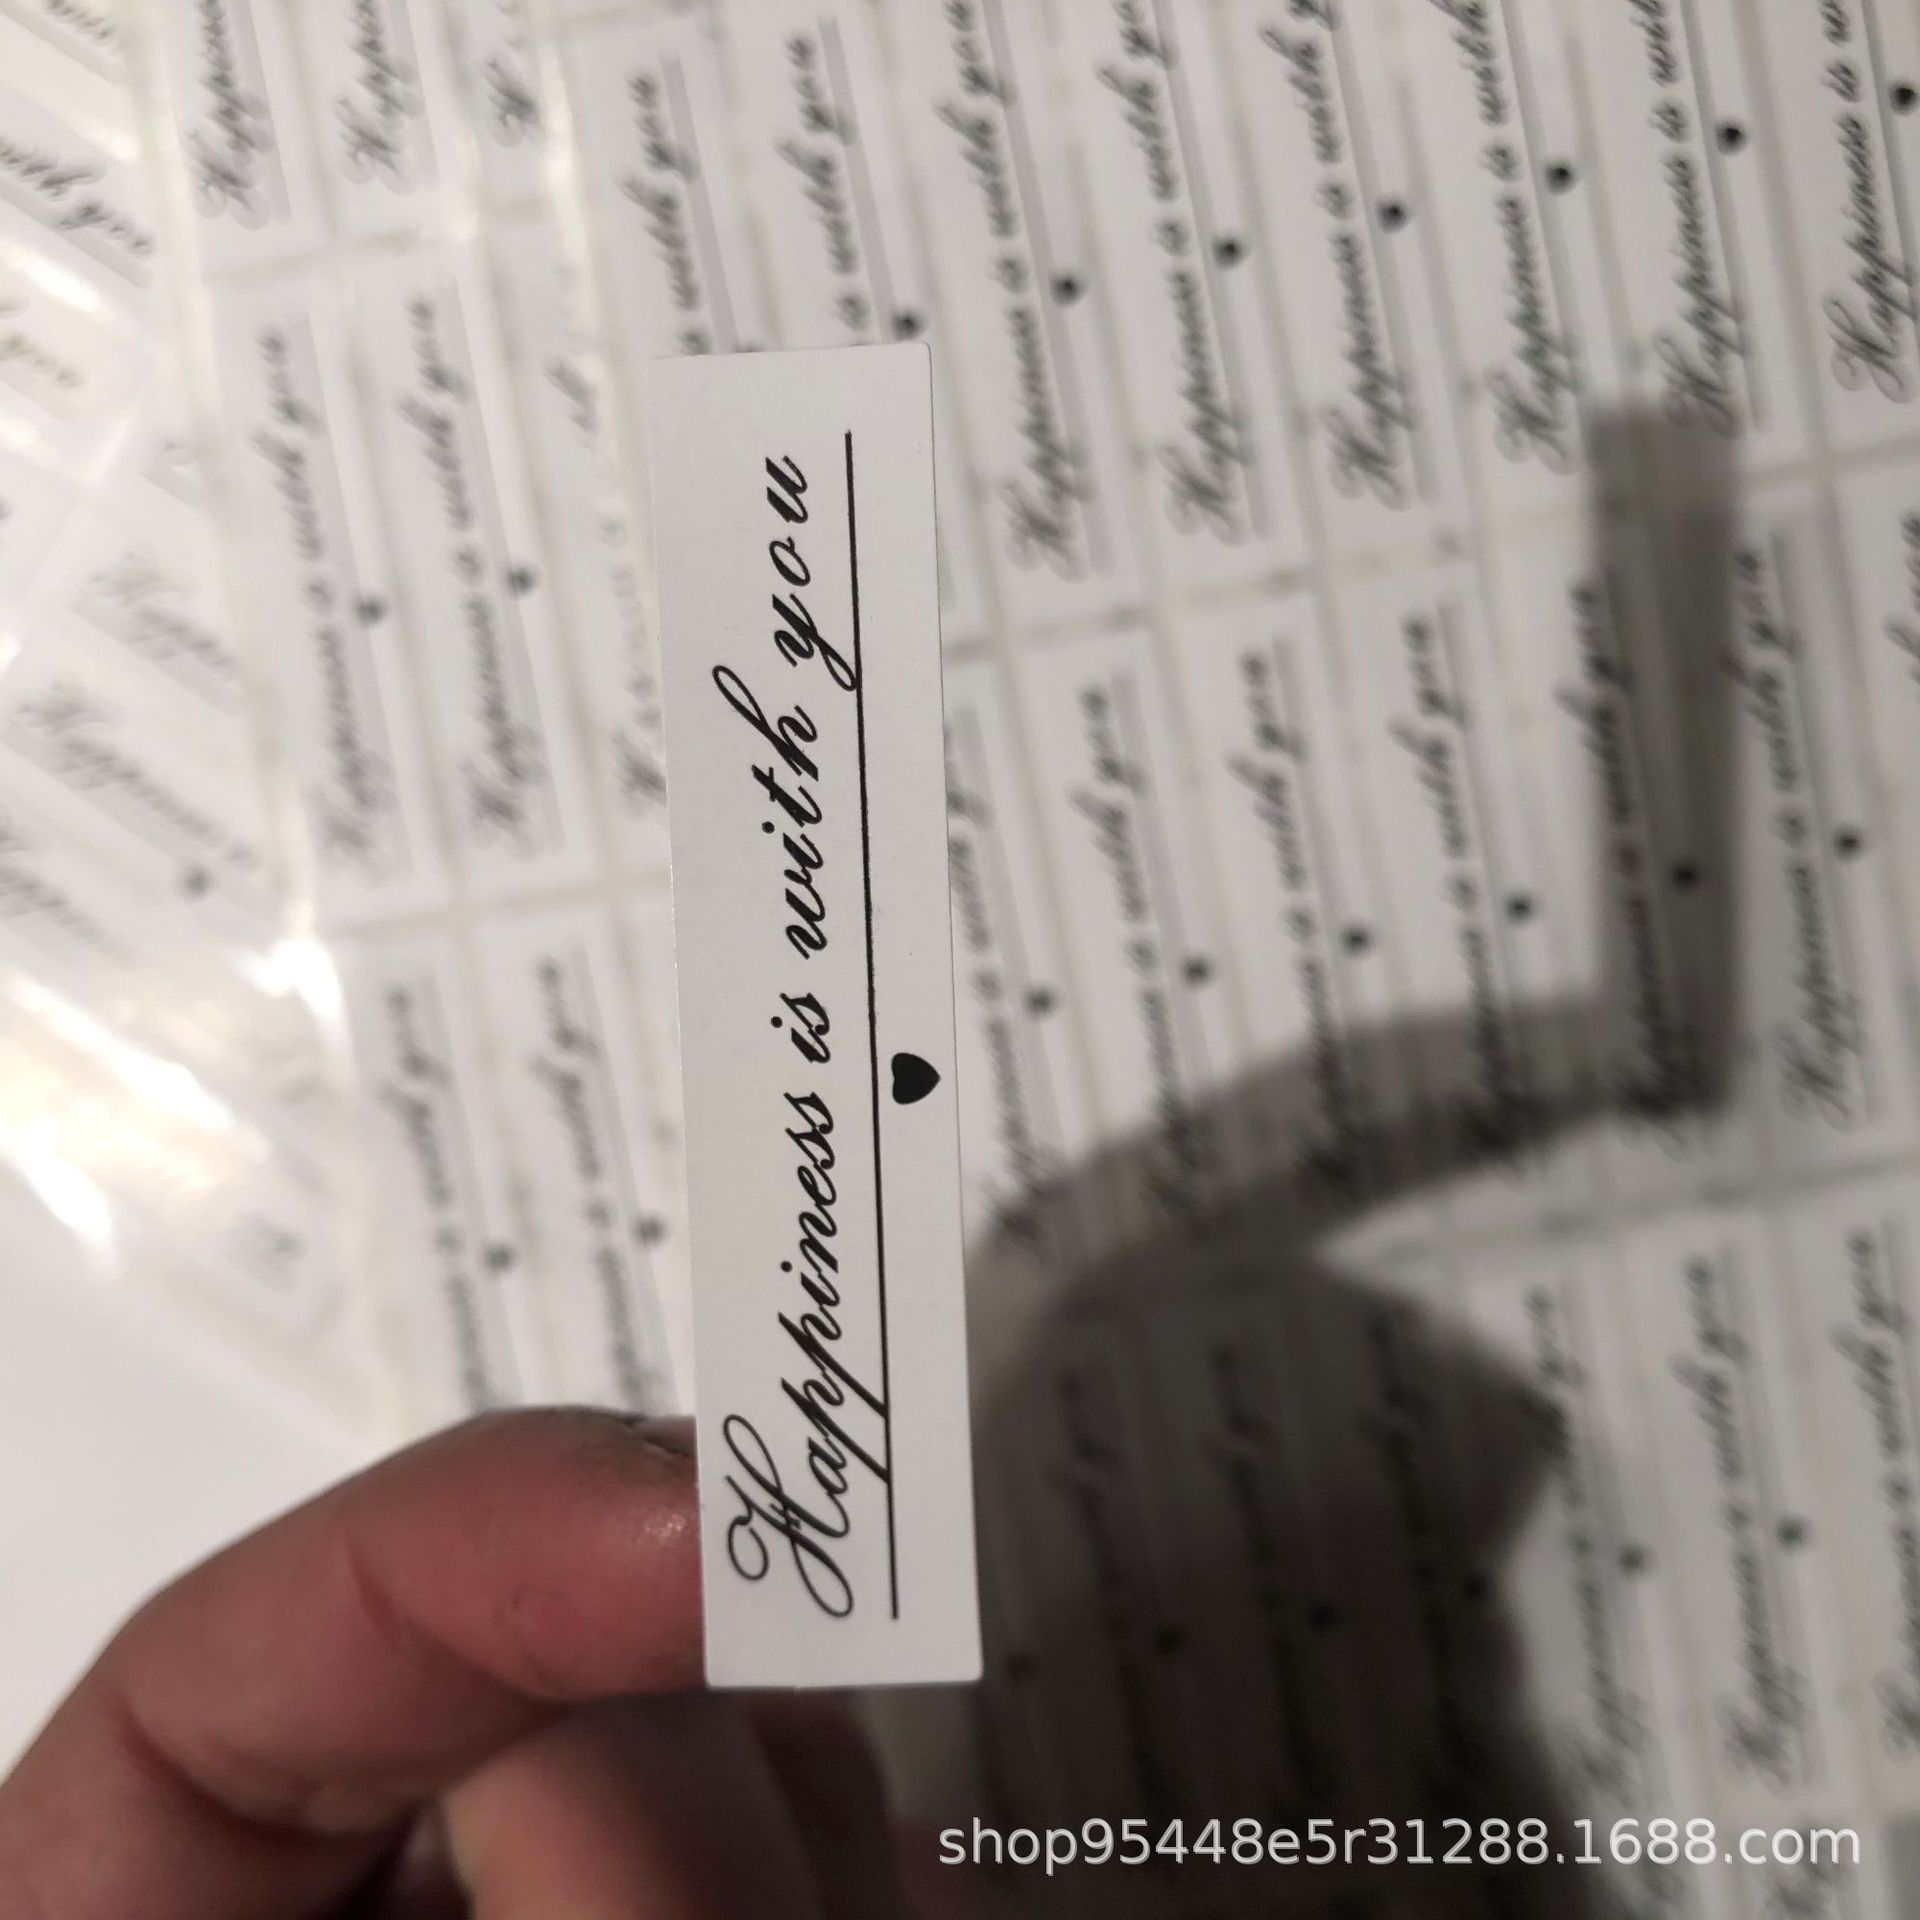 Happiness is with you
shop95448e5r31288.1688.com